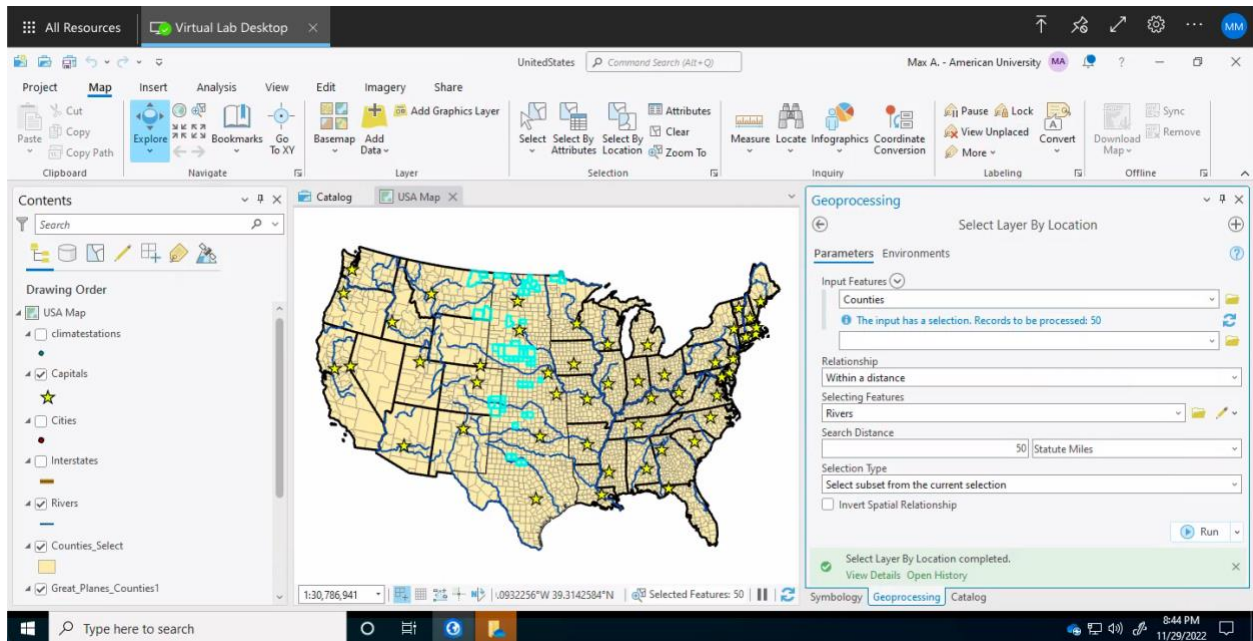 All Resources
Virtual Lab Desktop
MM
UnitedStates
Command Search (Alt+Q)
Max A. - American University
MA
?
Project Map Insert Analysis View Edit Imagery Share
Paste
Cut
Copy
Copy Path
Clipboard
Explore
Bookmarks
Go To XY
Navigate
Basemap
Add Data
Add Graphics Layer
Layer
Select
Select By Attributes
Select By Location
Attributes
Clear
Zoom To
Selection
Measure
Locate
Infographics
Coordinate Conversion
Inquiry
Pause
Lock
View Unplaced
More
Convert
Labeling
Download Map
Sync
Remove
Offline
Contents
Search
Drawing Order
USA Map
climatestations
Capitals
Cities
Interstates
Rivers
Counties_Select
Great_Planes_Counties1
Catalog
USA Map
1:30,786,941
.0932256"W 39.3142584"N
Selected Features: 50
Geoprocessing
Select Layer By Location
Parameters Environments
?
Input Features
Counties
The input has a selection. Records to be processed: 50
Relationship
Within a distance
Selecting Features
Rivers
Search Distance
50 Statute Miles
Selection Type
Select subset from the current selection
Invert Spatial Relationship
Run
Select Layer By Location completed.
View Details Open History
Symbology Geoprocessing Catalog
Type here to search
8:44 PM
11/29/2022